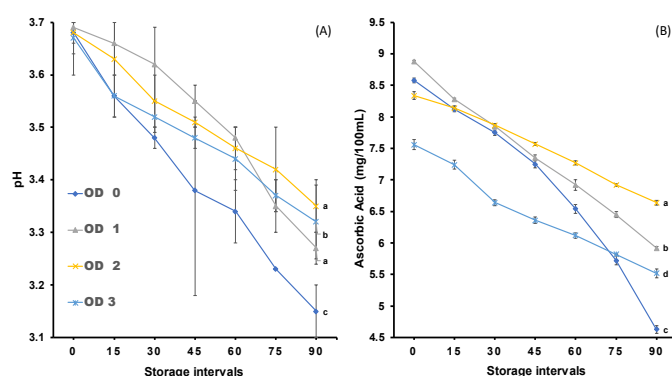 (A)
3.7
3.6
3.5
3.4
3.3
3.2
3.1
pH
OD 0
OD 1
OD 2
OD 3
a
b
a
c
0 15 30 45 60 75 90
Storage intervals
(B)
9.5
9
8.5
8
7.5
7
6.5
6
5.5
5
4.5
Ascorbic Acid (mg/100mL)
a
b
d
c
0 15 30 45 60 75 90
Storage intervals